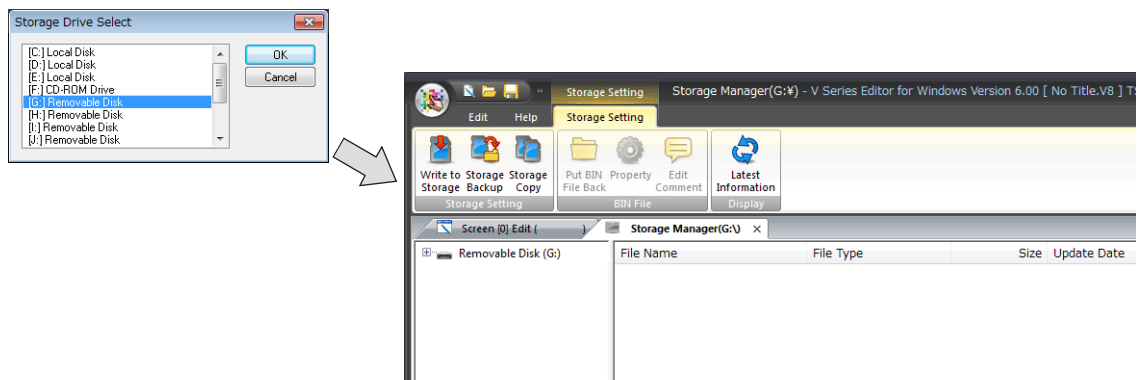 Storage Drive Select
[C:] Local Disk
[D:] Local Disk
[E:] Local Disk
[F:] CD-ROM Drive
[G:] Removable Disk
[H:] Removable Disk
[I:] Removable Disk
[J:] Removable Disk
OK
Cancel
Storage Setting
Storage Manager(G:¥) - V Series Editor for Windows Version 6.00 [ No Title.V8 ] TS
Edit
Help
Storage Setting
Write to Storage
Storage Backup
Storage Copy
Storage Setting
Put BIN File Back
Property
Edit Comment
BIN File
Latest Information
Display
Screen [0] Edit ( )
Storage Manager(G:\)
Removable Disk (G:)
File Name
File Type
Size
Update Date